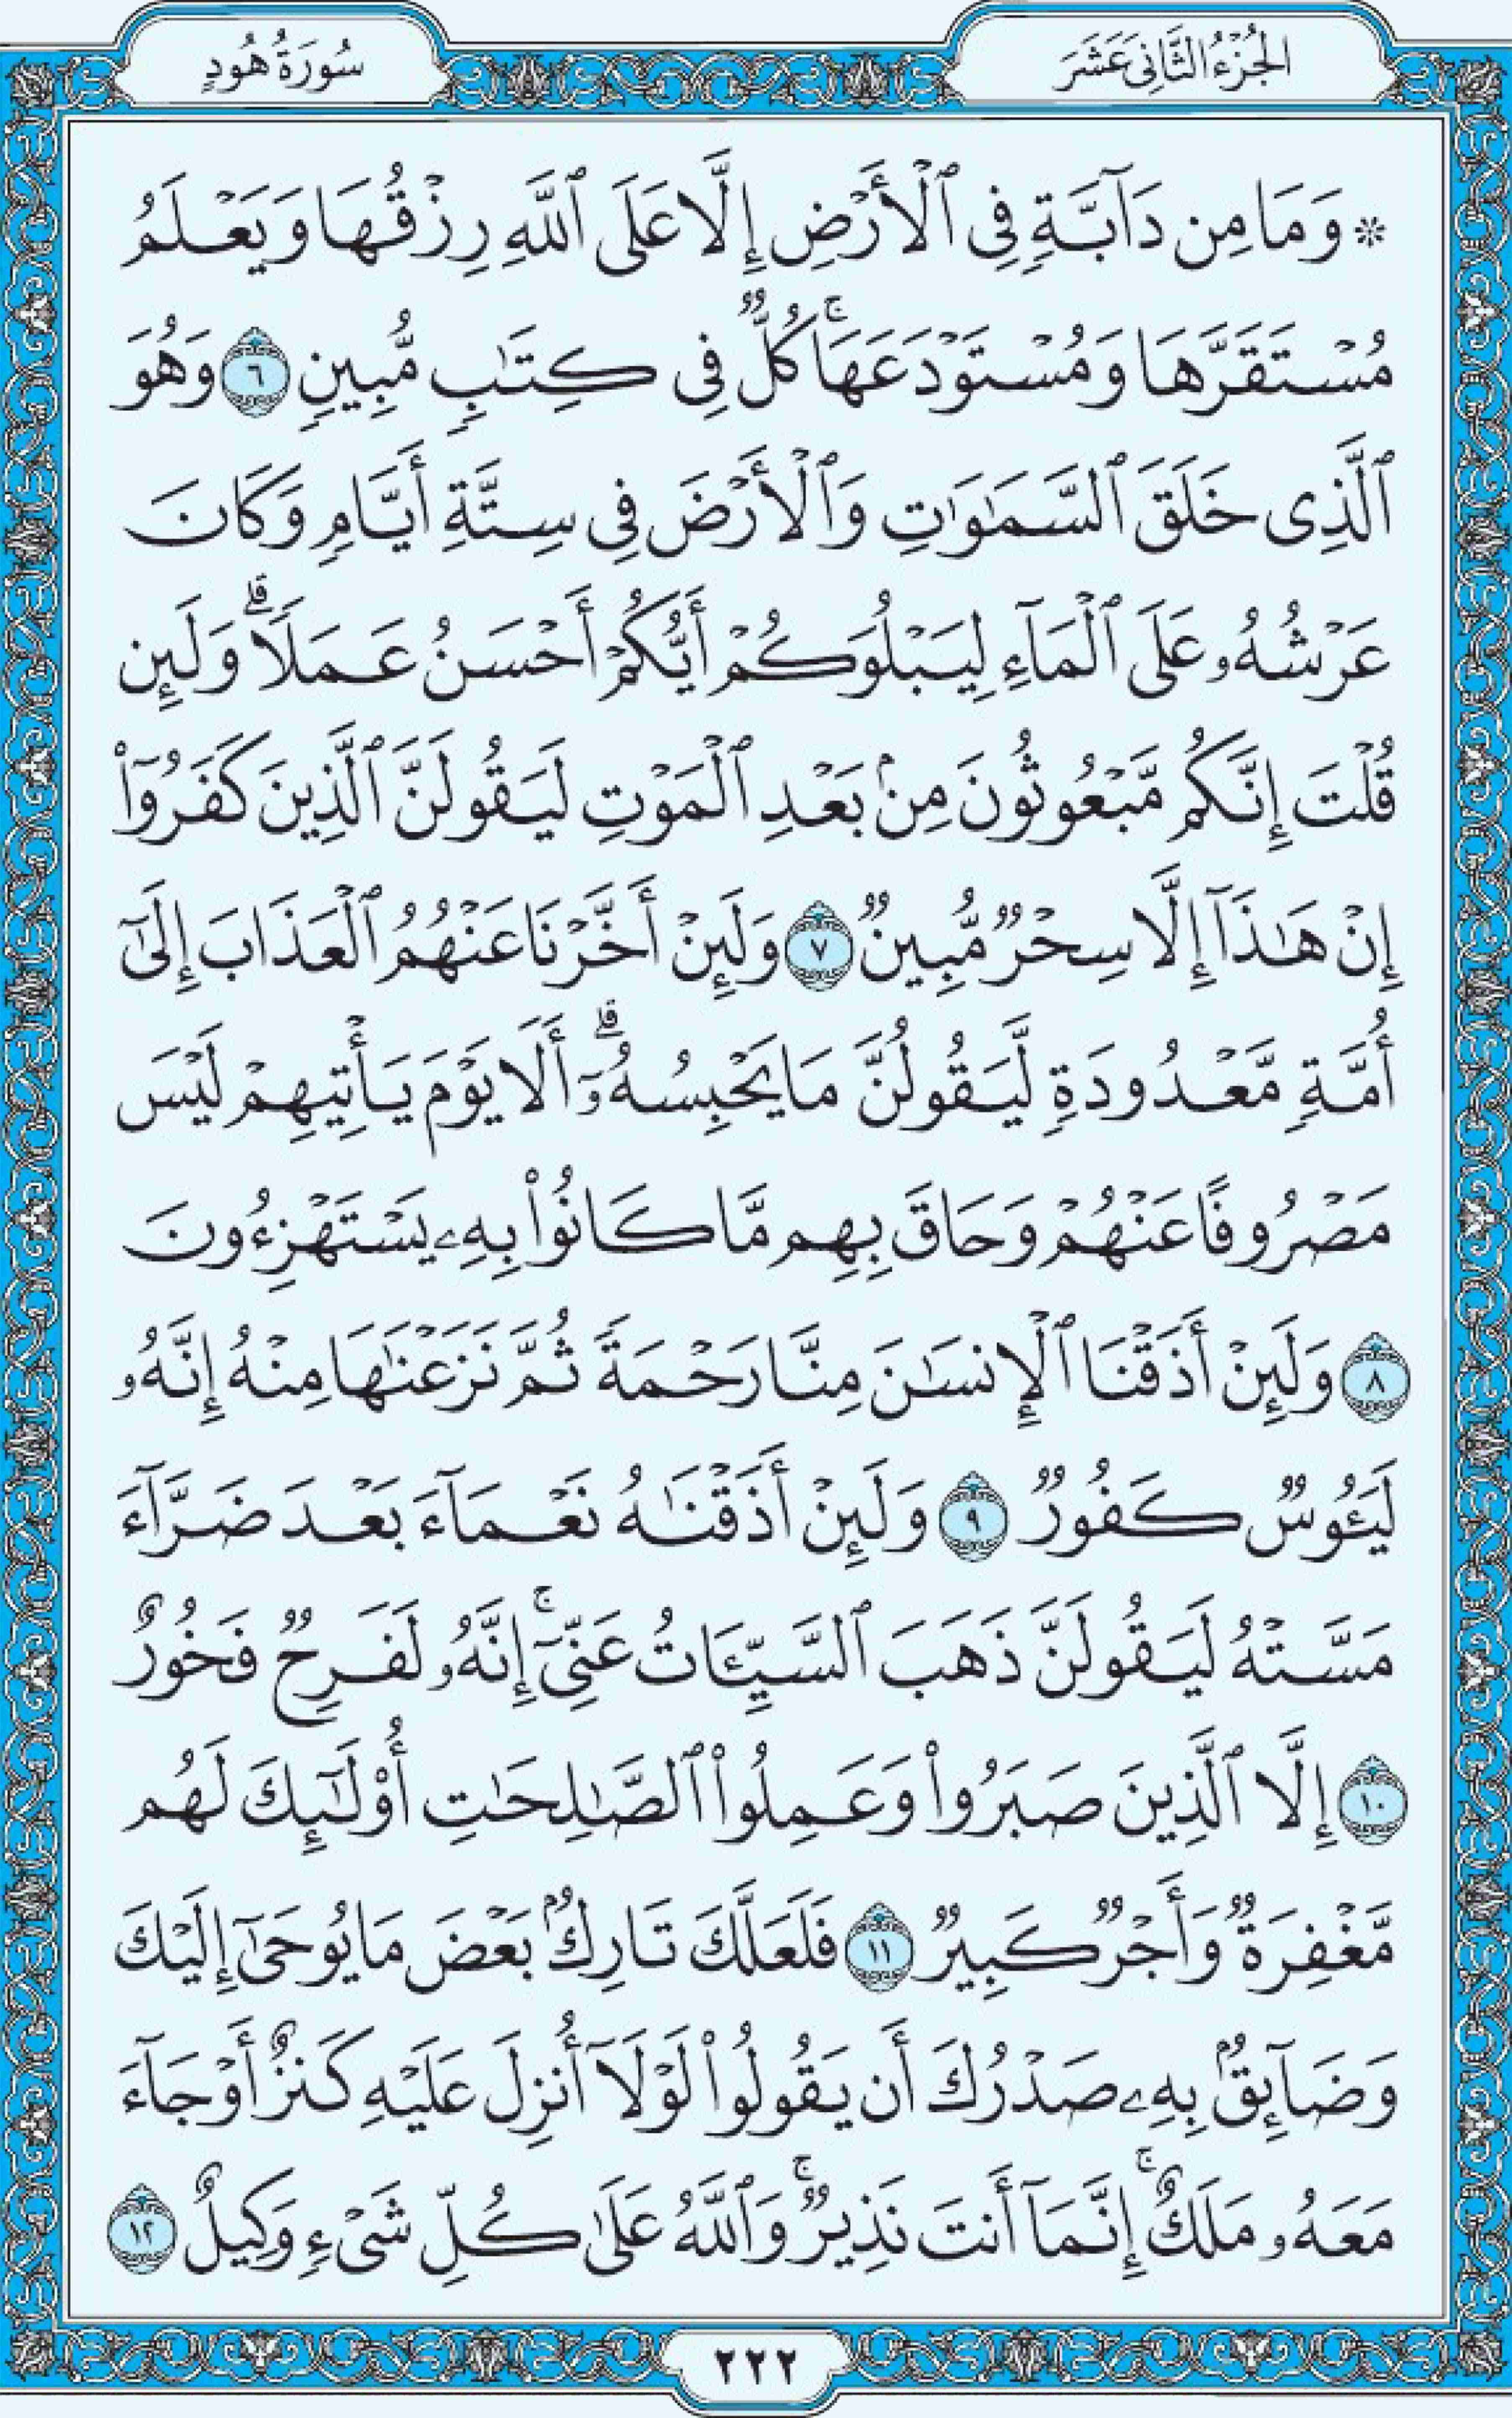 الجُزْءُ الثَّانِي عَشَرَ
سُورَةُ هُودٍ
* وَمَا مِن دَآبَّةٍ فِي ٱلْأَرْضِ إِلَّا عَلَى ٱللَّهِ رِزْقُهَا وَيَعْلَمُ
مُسْتَقَرَّهَا وَمُسْتَوْدَعَهَاۚ كُلٌّ فِي كِتَٰبٍ مُّبِينٍ ٦ وَهُوَ
ٱلَّذِي خَلَقَ ٱلسَّمَٰوَٰتِ وَٱلْأَرْضَ فِي سِتَّةِ أَيَّامٍ وَكَانَ
عَرْشُهُۥ عَلَى ٱلْمَآءِ لِيَبْلُوَكُمْ أَيُّكُمْ أَحْسَنُ عَمَلًاۗ وَلَئِن
قُلْتَ إِنَّكُم مَّبْعُوثُونَ مِنۢ بَعْدِ ٱلْمَوْتِ لَيَقُولَنَّ ٱلَّذِينَ كَفَرُوٓا۟
إِنْ هَٰذَآ إِلَّا سِحْرٌ مُّبِينٌ ٧ وَلَئِنْ أَخَّرْنَا عَنْهُمُ ٱلْعَذَابَ إِلَىٰٓ
أُمَّةٍ مَّعْدُودَةٍ لَّيَقُولُنَّ مَا يَحْبِسُهُۥٓۗ أَلَا يَوْمَ يَأْتِيهِمْ لَيْسَ
مَصْرُوفًا عَنْهُمْ وَحَاقَ بِهِم مَّا كَانُوا۟ بِهِۦ يَسْتَهْزِءُونَ
٨ وَلَئِنْ أَذَقْنَا ٱلْإِنسَٰنَ مِنَّا رَحْمَةً ثُمَّ نَزَعْنَٰهَا مِنْهُ إِنَّهُۥ
لَيَـُٔوسٌ كَفُورٌ ٩ وَلَئِنْ أَذَقْنَٰهُ نَعْمَآءَ بَعْدَ ضَرَّآءَ
مَسَّتْهُ لَيَقُولَنَّ ذَهَبَ ٱلسَّيِّـَٔاتُ عَنِّيٓۚ إِنَّهُۥ لَفَرِحٌ فَخُورٌ
١٠ إِلَّا ٱلَّذِينَ صَبَرُوا۟ وَعَمِلُوا۟ ٱلصَّٰلِحَٰتِ أُو۟لَٰٓئِكَ لَهُم
مَّغْفِرَةٌ وَأَجْرٌ كَبِيرٌ ١١ فَلَعَلَّكَ تَارِكٌۢ بَعْضَ مَا يُوحَىٰٓ إِلَيْكَ
وَضَآئِقٌۢ بِهِۦ صَدْرُكَ أَن يَقُولُوا۟ لَوْلَآ أُنزِلَ عَلَيْهِ كَنزٌ أَوْ جَآءَ
مَعَهُۥ مَلَكٌۚ إِنَّمَآ أَنتَ نَذِيرٌۚ وَٱللَّهُ عَلَىٰ كُلِّ شَيْءٍ وَكِيلٌ ١٢
٢٢٢